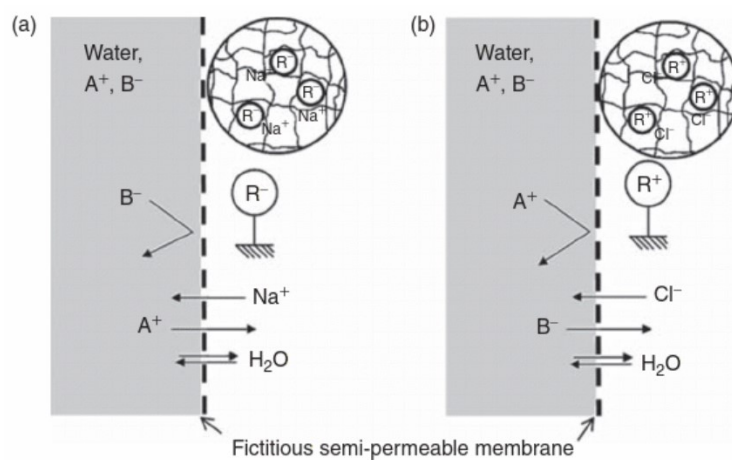 (a)
Water,
A⁺, B⁻
Na
R⁻
R⁻
R⁻
Na⁺
Na⁺
B⁻
R⁻
Na⁺
A⁺
H₂O
(b)
Water,
A⁺, B⁻
Cl⁻
R⁺
R⁺
R⁺
Cl⁻
Cl⁻
A⁺
R⁺
Cl⁻
B⁻
H₂O
Fictitious semi-permeable membrane